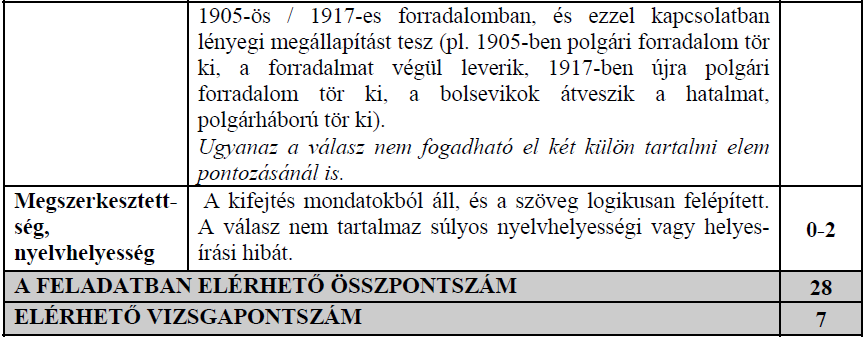 1905-ös / 1917-es forradalomban, és ezzel kapcsolatban
lényegi megállapítást tesz (pl. 1905-ben polgári forradalom tör
ki, a forradalmat végül leverik, 1917-ben újra polgári
forradalom tör ki, a bolsevikok átveszik a hatalmat,
polgárháború tör ki).
Ugyanaz a válasz nem fogadható el két külön tartalmi elem
pontozásánál is.
Megszerkesztett-
ség,
nyelvhelyesség
A kifejtés mondatokból áll, és a szöveg logikusan felépített.
A válasz nem tartalmaz súlyos nyelvhelyességi vagy helyes-
írási hibát.
0-2
A FELADATBAN ELÉRHETŐ ÖSSZPONTSZÁM 28
ELÉRHETŐ VIZSGAPONTSZÁM 7